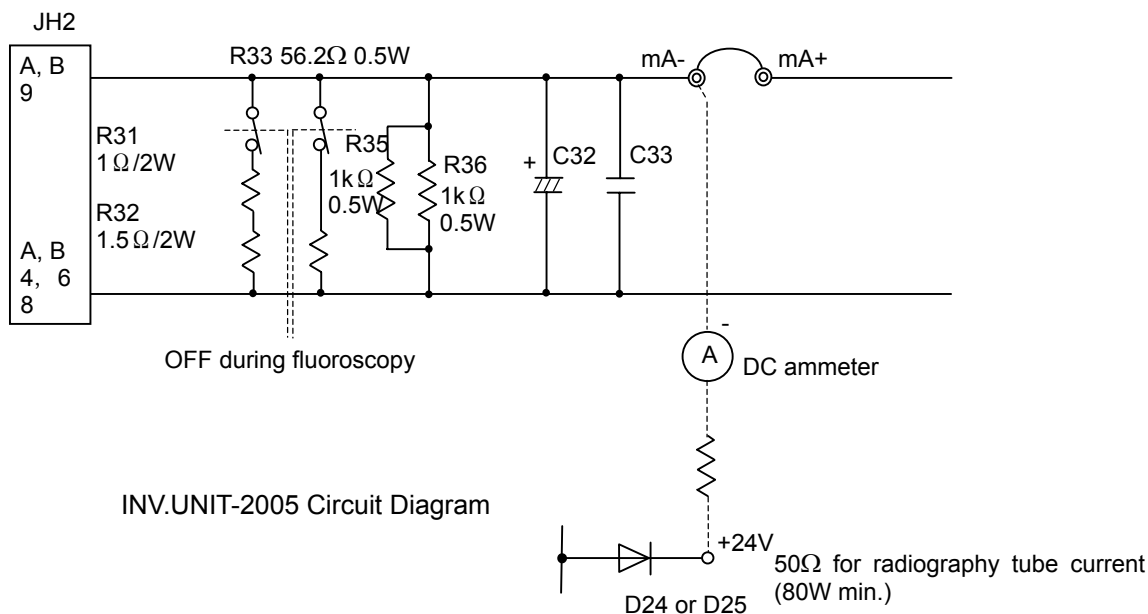 JH2
A, B
9
R33 56.2Ω 0.5W
mA-
mA+
R31
1Ω/2W
R35
1kΩ
0.5W
R36
1kΩ
0.5W
+
C32
C33
R32
1.5Ω/2W
A, B
4, 6
8
OFF during fluoroscopy
-
A
DC ammeter
INV.UNIT-2005 Circuit Diagram
+24V
50Ω for radiography tube current
(80W min.)
D24 or D25